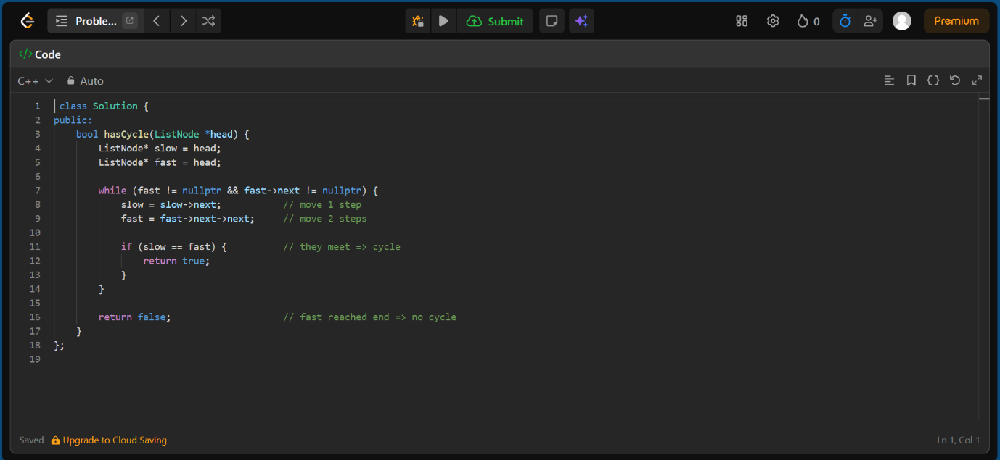 Proble... Submit 0 Premium
</> Code
C++ Auto
1 class Solution {
2 public:
3     bool hasCycle(ListNode *head) {
4         ListNode* slow = head;
5         ListNode* fast = head;
6
7         while (fast != nullptr && fast->next != nullptr) {
8             slow = slow->next;           // move 1 step
9             fast = fast->next->next;     // move 2 steps
10
11             if (slow == fast) {          // they meet => cycle
12                 return true;
13             }
14         }
15
16         return false;                    // fast reached end => no cycle
17     }
18 };
19
Saved Upgrade to Cloud Saving Ln 1, Col 1